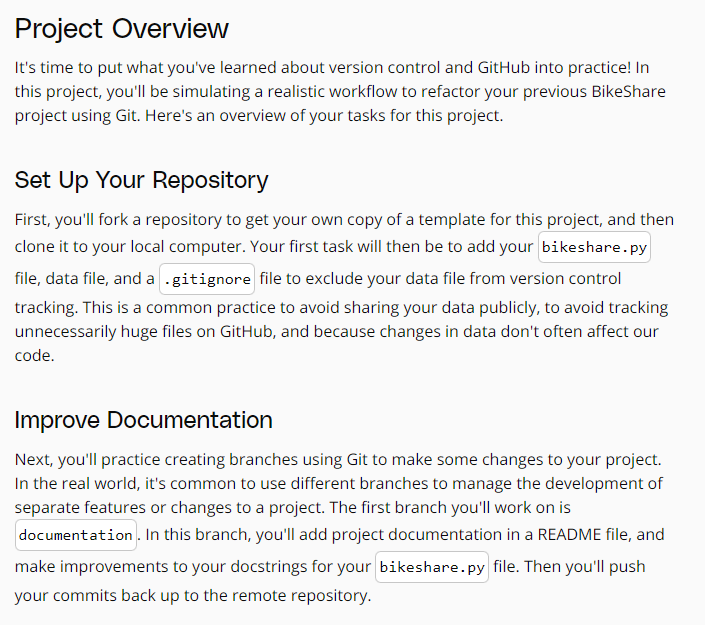 Project Overview
It's time to put what you've learned about version control and GitHub into practice! In
this project, you'll be simulating a realistic workflow to refactor your previous BikeShare
project using Git. Here's an overview of your tasks for this project.
Set Up Your Repository
First, you'll fork a repository to get your own copy of a template for this project, and then
clone it to your local computer. Your first task will then be to add your bikeshare.py
file, data file, and a .gitignore file to exclude your data file from version control
tracking. This is a common practice to avoid sharing your data publicly, to avoid tracking
unnecessarily huge files on GitHub, and because changes in data don't often affect our
code.
Improve Documentation
Next, you'll practice creating branches using Git to make some changes to your project.
In the real world, it's common to use different branches to manage the development of
separate features or changes to a project. The first branch you'll work on is
documentation. In this branch, you'll add project documentation in a README file, and
make improvements to your docstrings for your bikeshare.py file. Then you'll push
your commits back up to the remote repository.